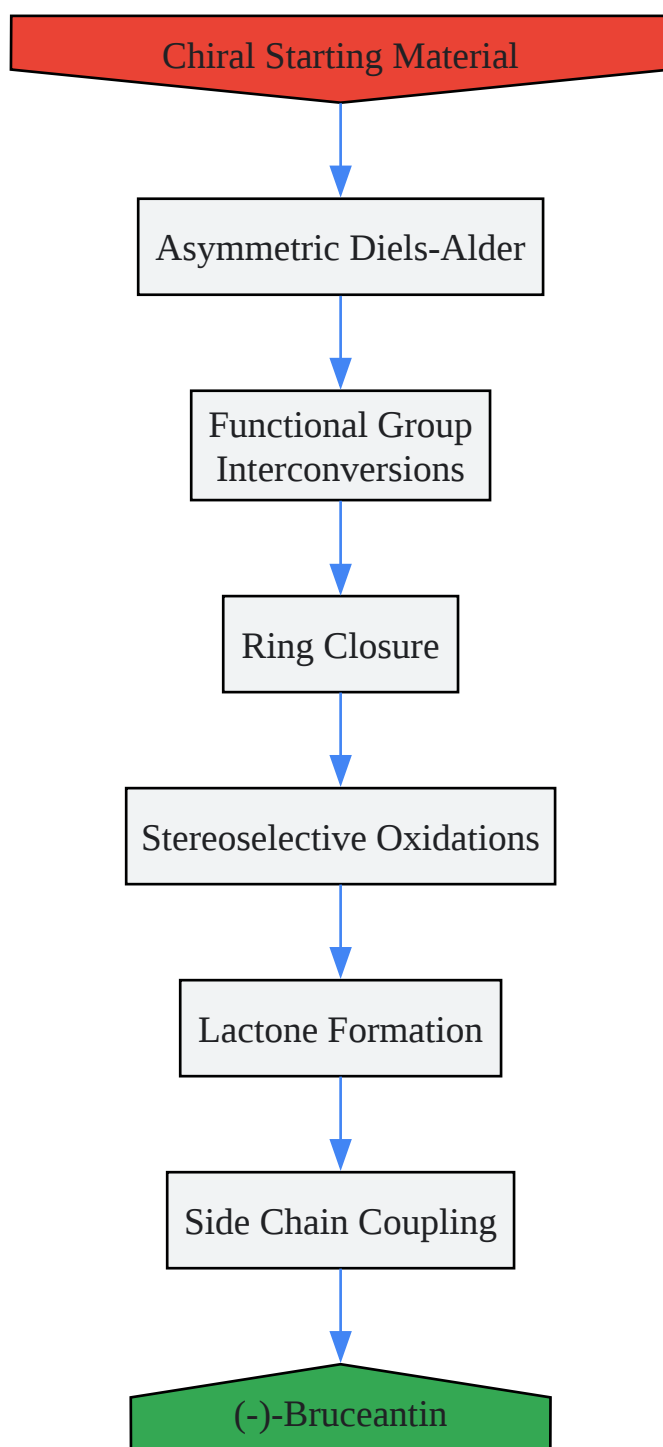 Chiral Starting Material
Asymmetric Diels-Alder
Functional Group
Interconversions
Ring Closure
Stereoselective Oxidations
Lactone Formation
Side Chain Coupling
(-)-Bruceantin